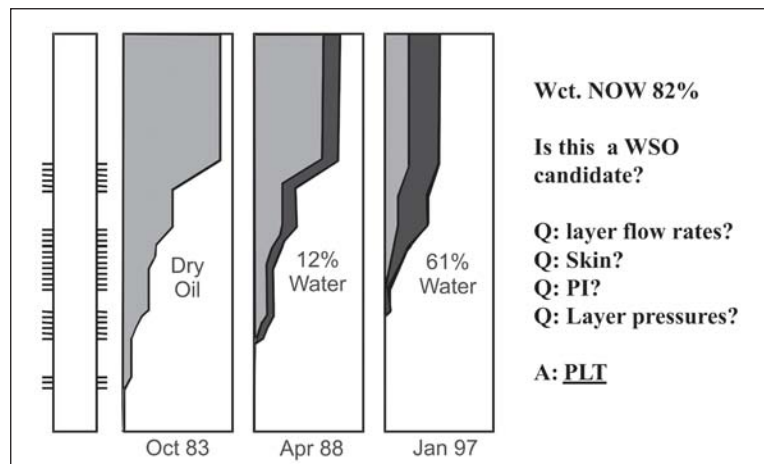 Dry
Oil
12%
Water
61%
Water
Oct 83
Apr 88
Jan 97
Wct. NOW 82%
Is this a WSO
candidate?
Q: layer flow rates?
Q: Skin?
Q: PI?
Q: Layer pressures?
A: PLT